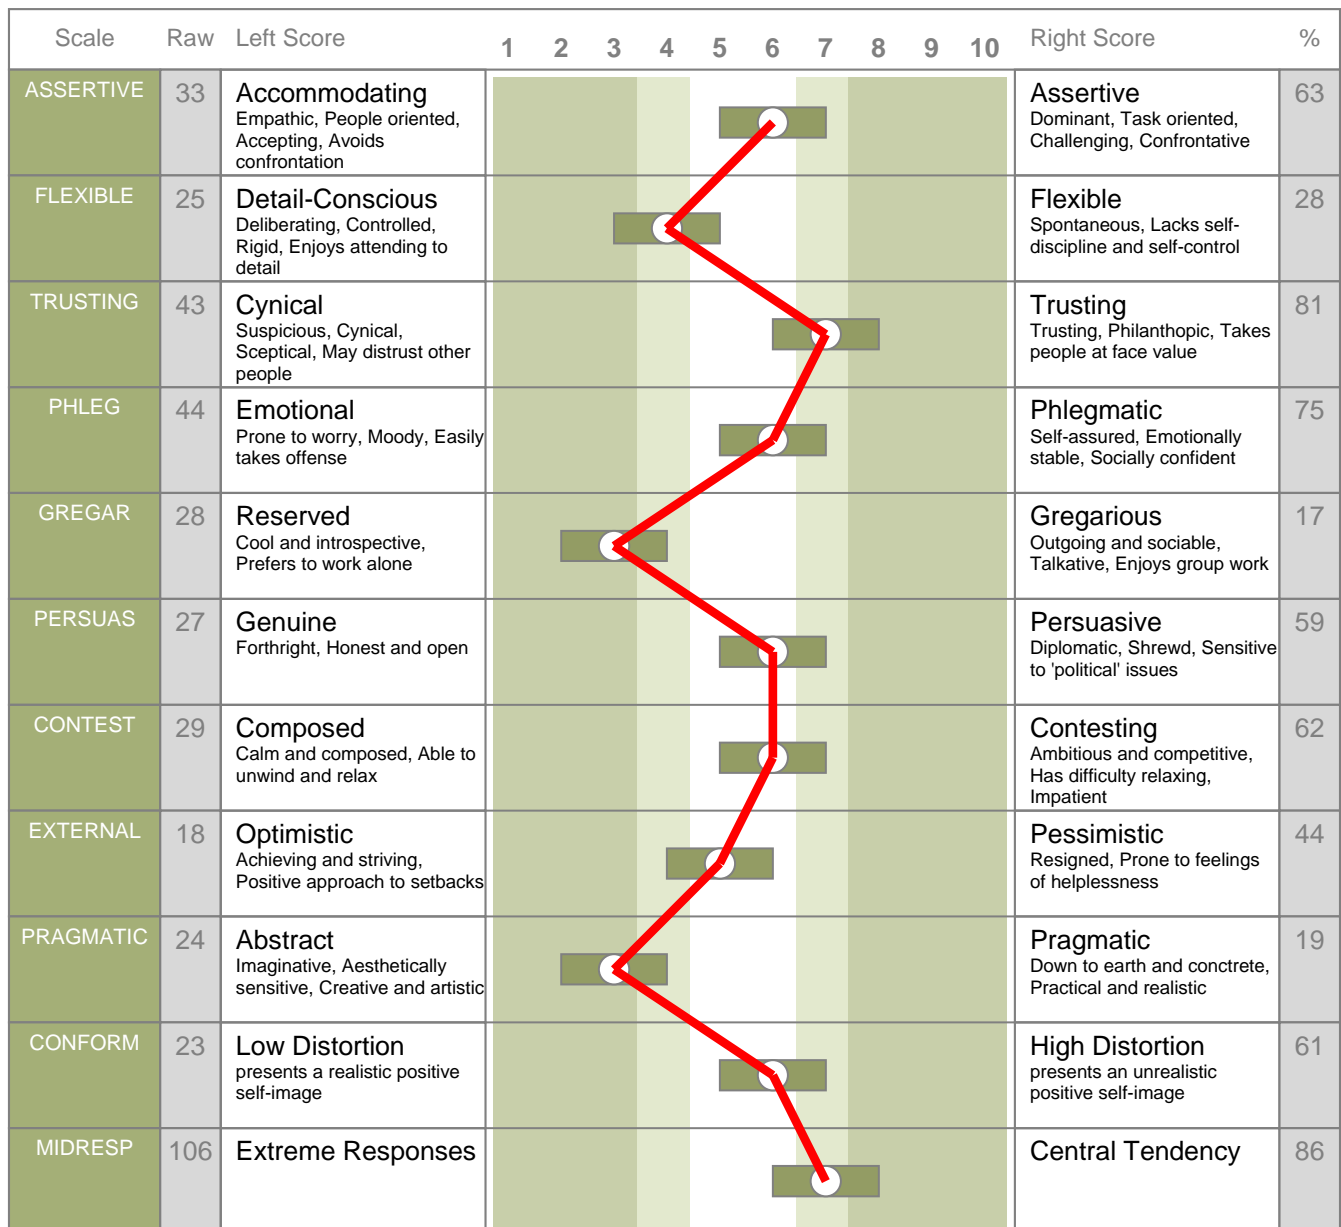 Scale Raw Left Score 1 2 3 4 5 6 7 8 9 10 Right Score %
ASSERTIVE 33 Accommodating Assertive 63
Empathic, People oriented, Dominant, Task oriented,
Accepting, Avoids Challenging, Confrontative
confrontation
FLEXIBLE 25 Detail-Conscious Flexible 28
Deliberating, Controlled, Spontaneous, Lacks self-
Rigid, Enjoys attending to discipline and self-control
detail
TRUSTING 43 Cynical Trusting 81
Suspicious, Cynical, Trusting, Philanthopic, Takes
Sceptical, May distrust other people at face value
people
PHLEG 44 Emotional Phlegmatic 75
Prone to worry, Moody, Easily Self-assured, Emotionally
takes offense stable, Socially confident
GREGAR 28 Reserved Gregarious 17
Cool and introspective, Outgoing and sociable,
Prefers to work alone Talkative, Enjoys group work
PERSUAS 27 Genuine Persuasive 59
Forthright, Honest and open Diplomatic, Shrewd, Sensitive
to 'political' issues
CONTEST 29 Composed Contesting 62
Calm and composed, Able to Ambitious and competitive,
unwind and relax Has difficulty relaxing,
Impatient
EXTERNAL 18 Optimistic Pessimistic 44
Achieving and striving, Resigned, Prone to feelings
Positive approach to setbacks of helplessness
PRAGMATIC 24 Abstract Pragmatic 19
Imaginative, Aesthetically Down to earth and conctrete,
sensitive, Creative and artistic Practical and realistic
CONFORM 23 Low Distortion High Distortion 61
presents a realistic positive presents an unrealistic
self-image positive self-image
MIDRESP 106 Extreme Responses Central Tendency 86